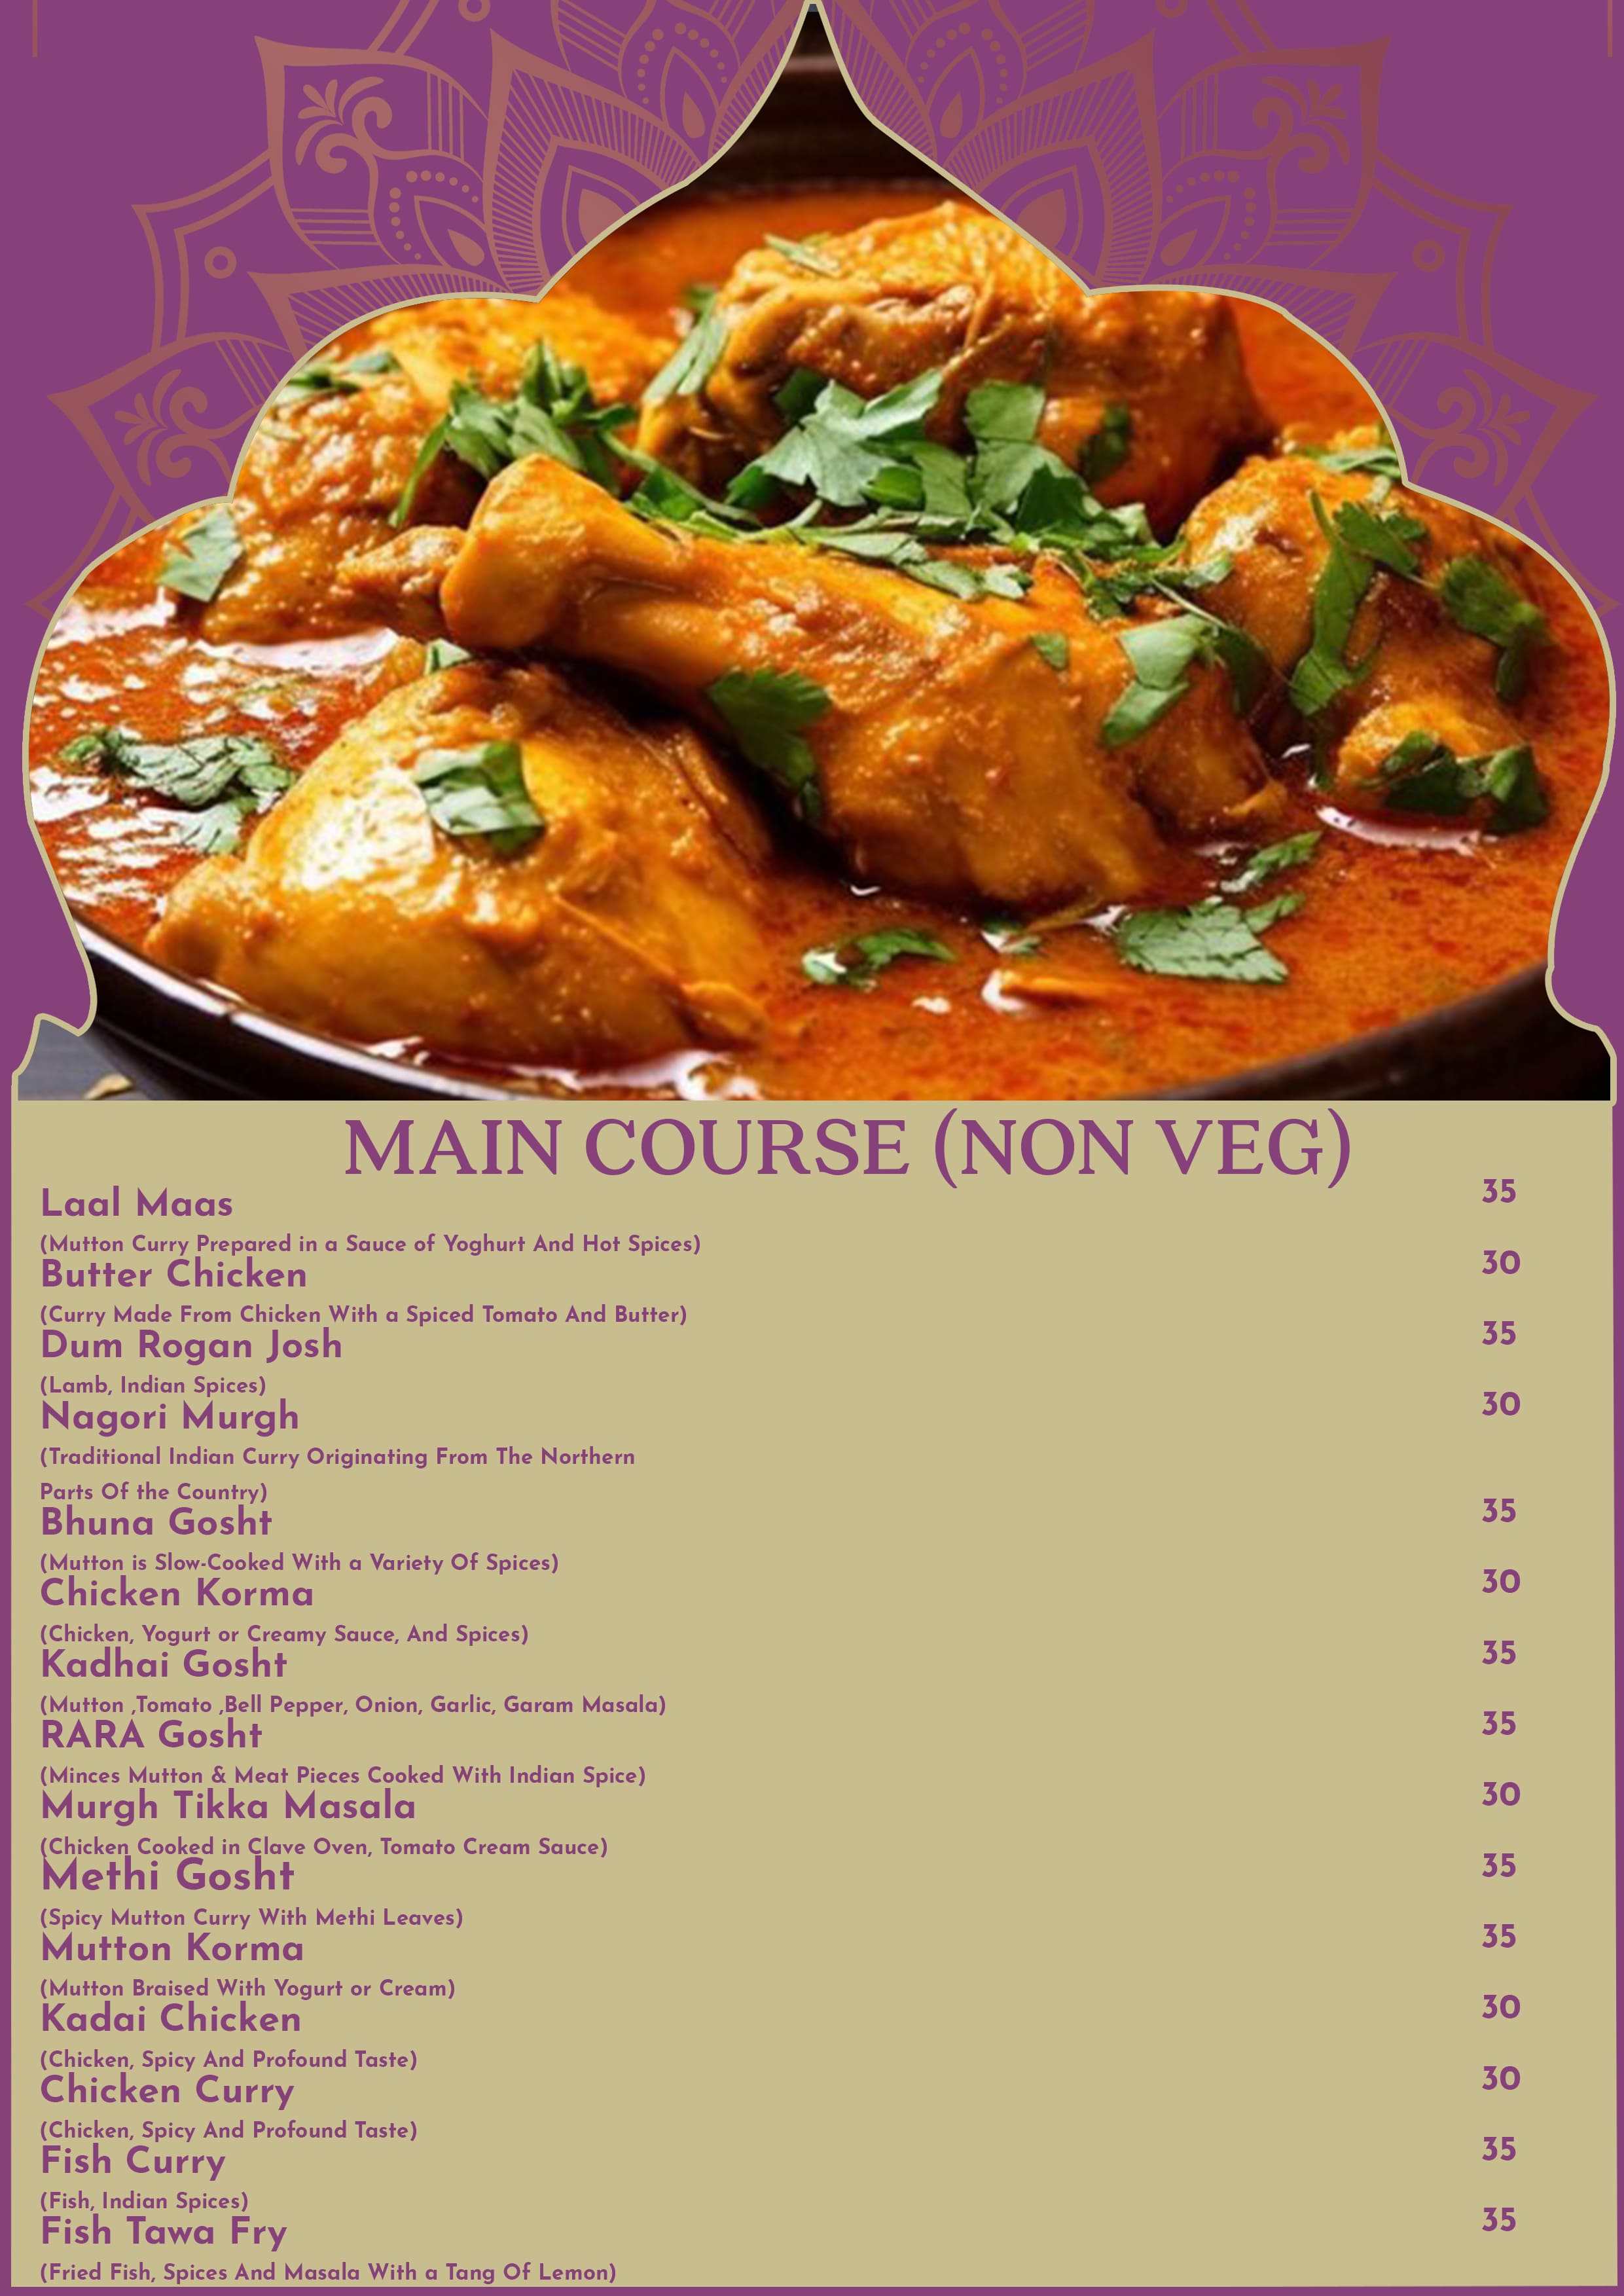 MAIN COURSE (NON VEG)
Laal Maas 35
(Mutton Curry Prepared in a Sauce of Yoghurt And Hot Spices)
Butter Chicken 30
(Curry Made From Chicken With a Spiced Tomato And Butter)
Dum Rogan Josh 35
(Lamb, Indian Spices)
Nagori Murgh 30
(Traditional Indian Curry Originating From The Northern
Parts Of the Country)
Bhuna Gosht 35
(Mutton is Slow-Cooked With a Variety Of Spices)
Chicken Korma 30
(Chicken, Yogurt or Creamy Sauce, And Spices)
Kadhai Gosht 35
(Mutton ,Tomato ,Bell Pepper, Onion, Garlic, Garam Masala)
RARA Gosht 35
(Minces Mutton & Meat Pieces Cooked With Indian Spice)
Murgh Tikka Masala 30
(Chicken Cooked in Clave Oven, Tomato Cream Sauce)
Methi Gosht 35
(Spicy Mutton Curry With Methi Leaves)
Mutton Korma 35
(Mutton Braised With Yogurt or Cream)
Kadai Chicken 30
(Chicken, Spicy And Profound Taste)
Chicken Curry 30
(Chicken, Spicy And Profound Taste)
Fish Curry 35
(Fish, Indian Spices)
Fish Tawa Fry 35
(Fried Fish, Spices And Masala With a Tang Of Lemon)